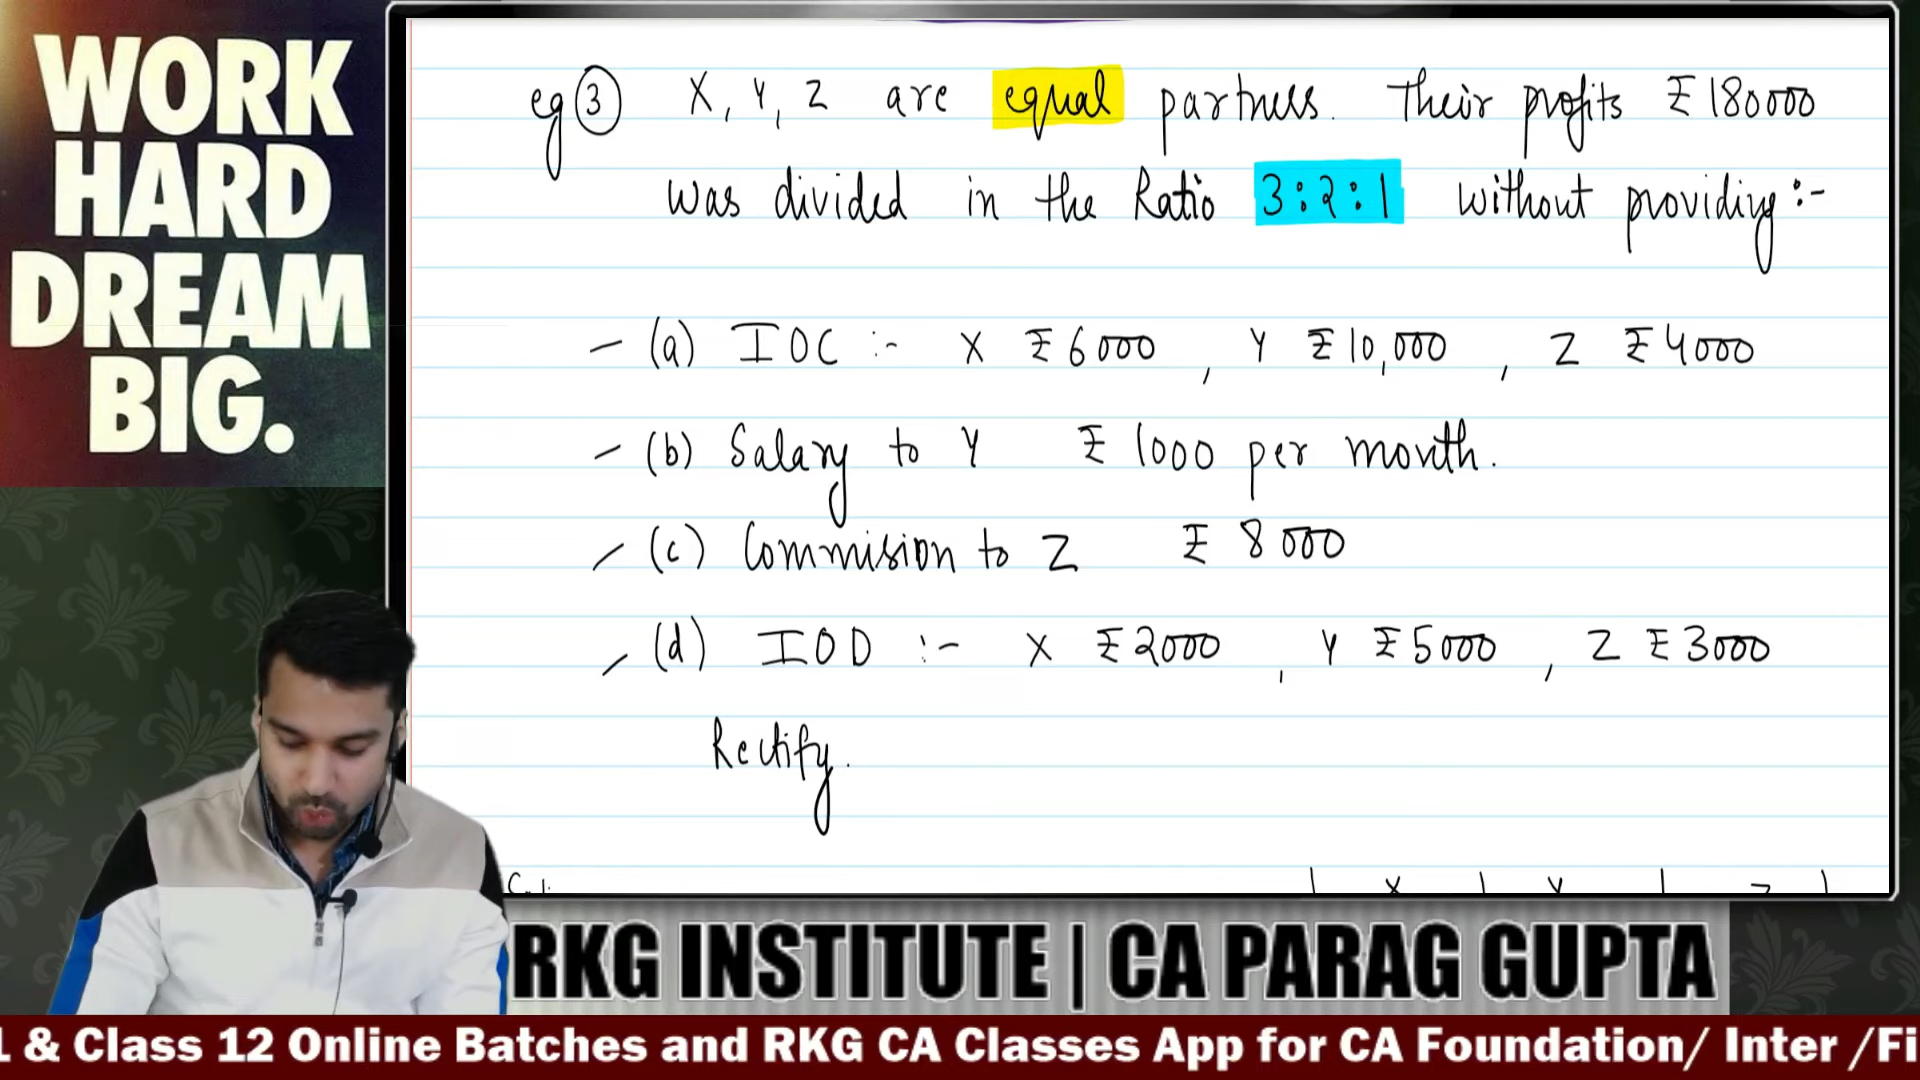 WORK
HARD
DREAM
BIG.
eg ③ X, Y, Z are equal partners. Their profits ₹ 180000
was divided in the Ratio 3:2:1 without providing :-
- (a) IOC :- X ₹ 6000, Y ₹ 10,000, Z ₹ 4000
- (b) Salary to Y ₹ 1000 per month.
- (c) Commision to Z ₹ 8000
- (d) IOD :- X ₹ 2000, Y ₹ 5000, Z ₹ 3000
Rectify.
X Y Z
RKG INSTITUTE | CA PARAG GUPTA
1 & Class 12 Online Batches and RKG CA Classes App for CA Foundation/ Inter /Fi